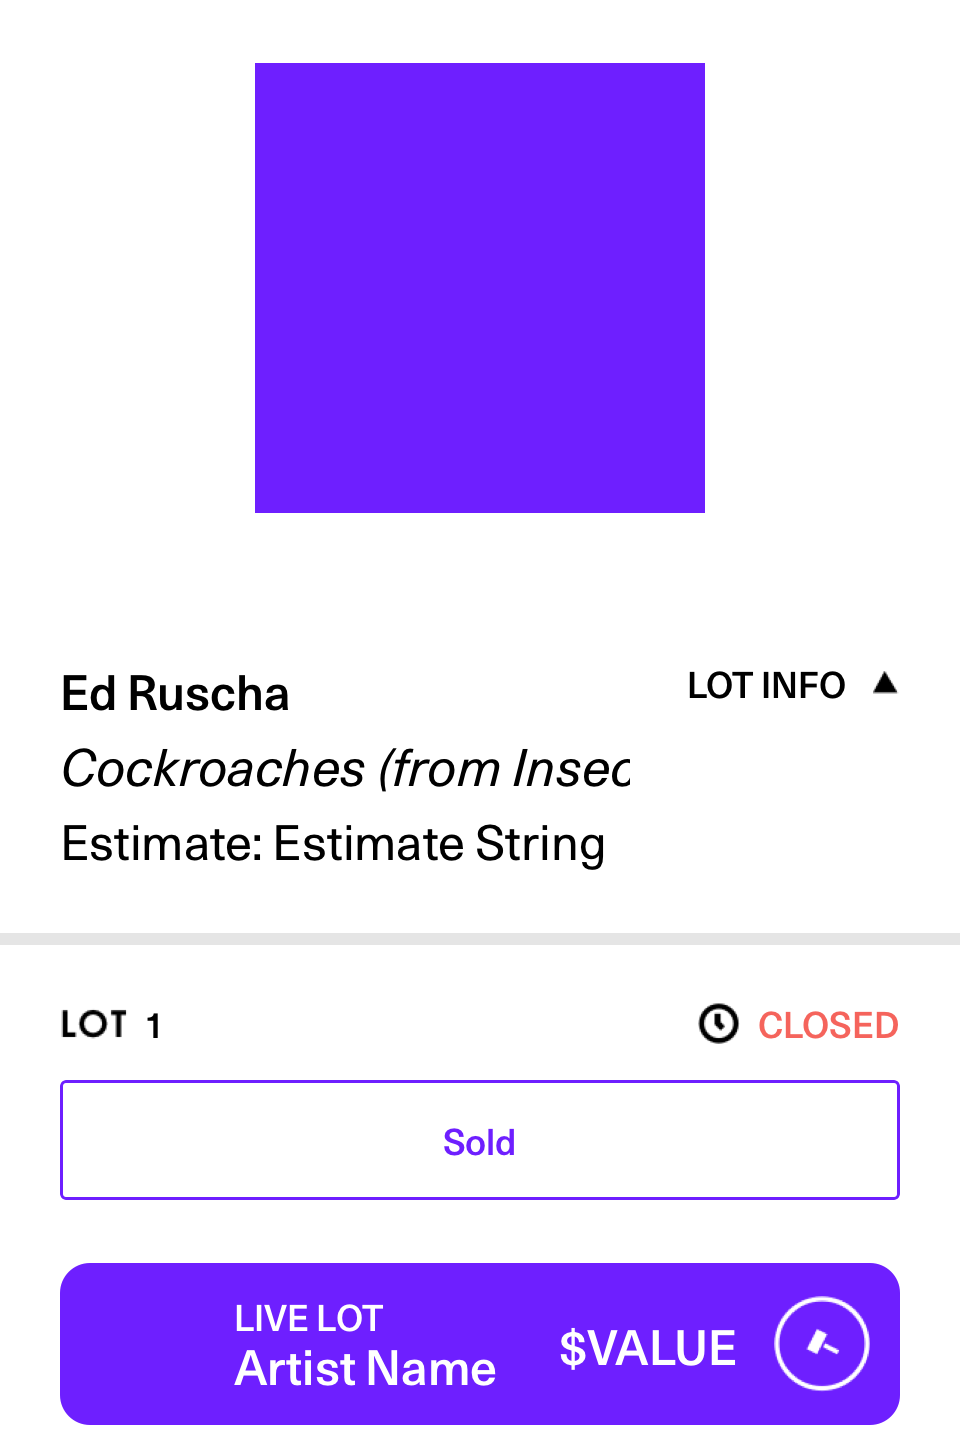 Ed Ruscha
LOT INFO
Cockroaches (from Insec
Estimate: Estimate String
LOT 1
CLOSED
Sold
LIVE LOT
Artist Name
$VALUE